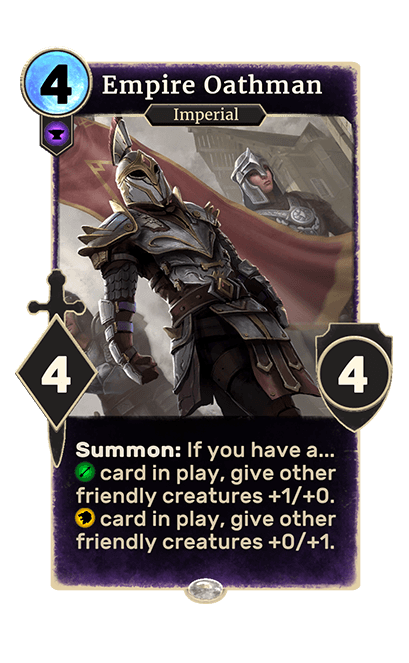 4
Empire Oathman
Imperial
4
4
Summon: If you have a...
card in play, give other
friendly creatures +1/+0.
card in play, give other
friendly creatures +0/+1.